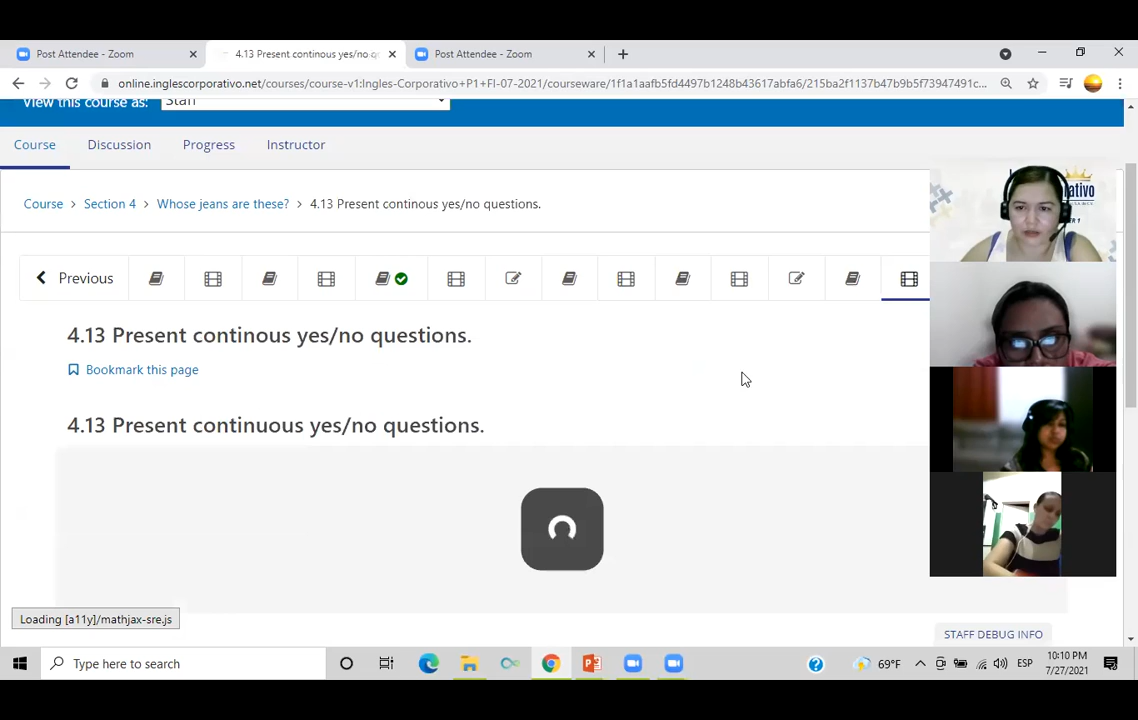 Post Attendee - Zoom
4.13 Present continous yes/no qu
Post Attendee - Zoom
online.inglescorporativo.net/courses/course-v1:Ingles-Corporativo+P1+FI-07-2021/courseware/1f1a1aafb5fd4497b1248b43617abfa6/215ba2f1137b47b9b5f73947491c...
View this course as:
Staff
Course
Discussion
Progress
Instructor
Course > Section 4 > Whose jeans are these? > 4.13 Present continous yes/no questions.
Previous
4.13 Present continous yes/no questions.
Bookmark this page
4.13 Present continuous yes/no questions.
Loading [a11y]/mathjax-sre.js
STAFF DEBUG INFO
Type here to search
69°F
ESP
10:10 PM
7/27/2021